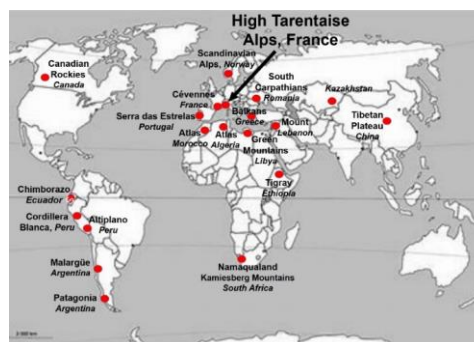 High Tarentaise
Alps, France
Scandinavian
Alps, Norway
Canadian
Rockies
Canada
South
Carpathians
Romania
Kazakhstan
Cévennes
France
Balkans
Greece
Serra das Estrelas
Portugal
Mount
Lebanon
Tibetan
Plateau
China
Atlas
Morocco
Atlas
Algeria
Green
Mountains
Libya
Tigray
Ethiopia
Chimborazo
Ecuador
Cordillera
Blanca, Peru
Altiplano
Peru
Malargüe
Argentina
Namaqualand
Kamiesberg Mountains
South Africa
Patagonia
Argentina